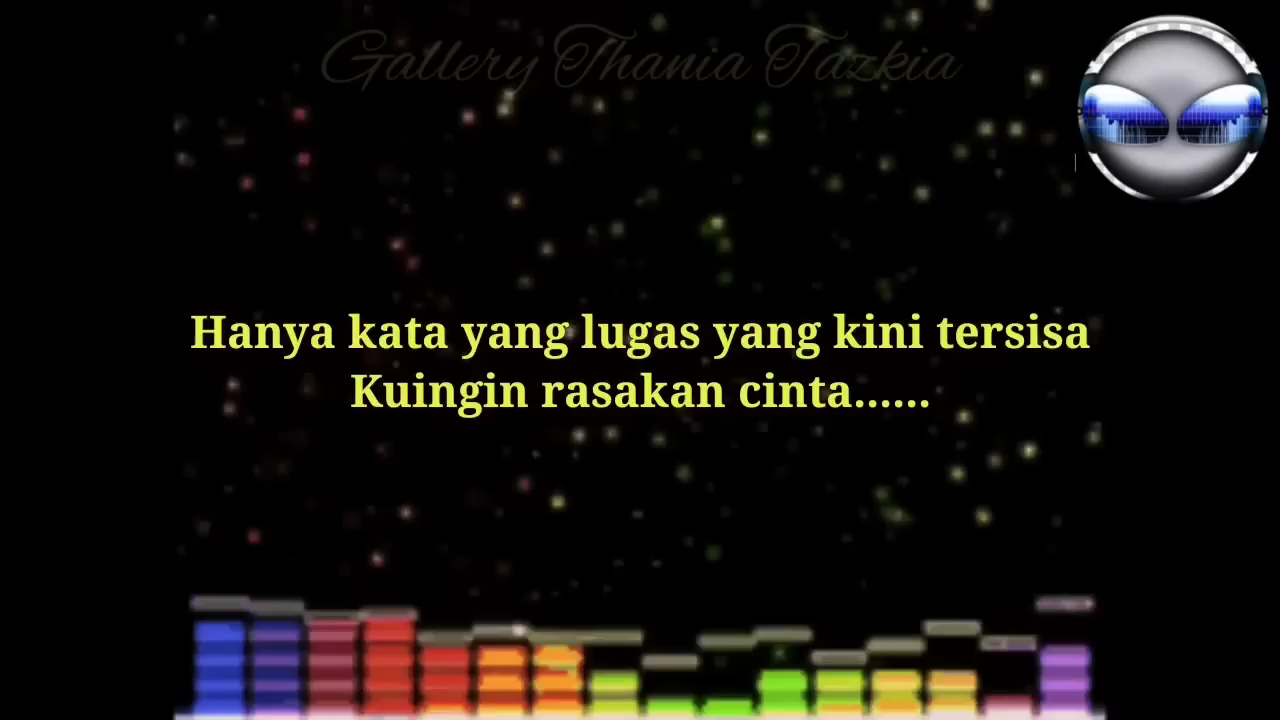 Gallery Thania Tazkia
Hanya kata yang lugas yang kini tersisa
Kuingin rasakan cinta......